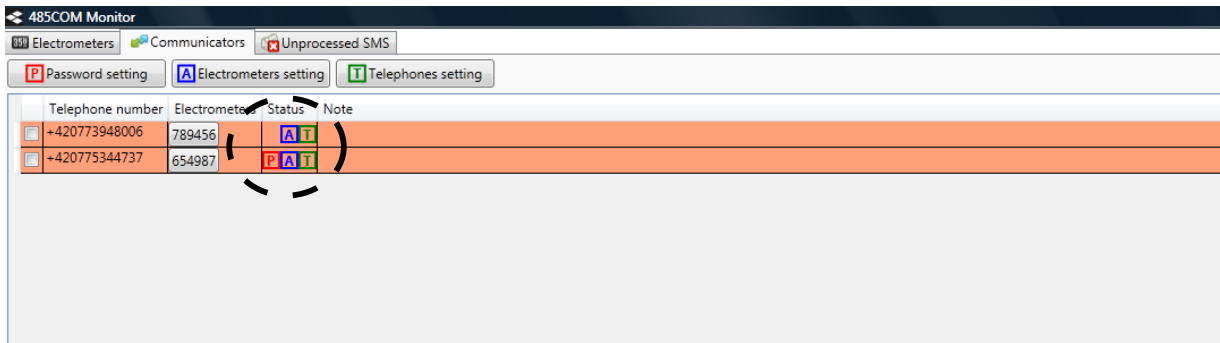 485COM Monitor
358 Electrometers Communicators Unprocessed SMS
P Password setting A Electrometers setting T Telephones setting
Telephone number Electrometers Status Note
+420773948006 789456 A T
+420775344737 654987 P A T